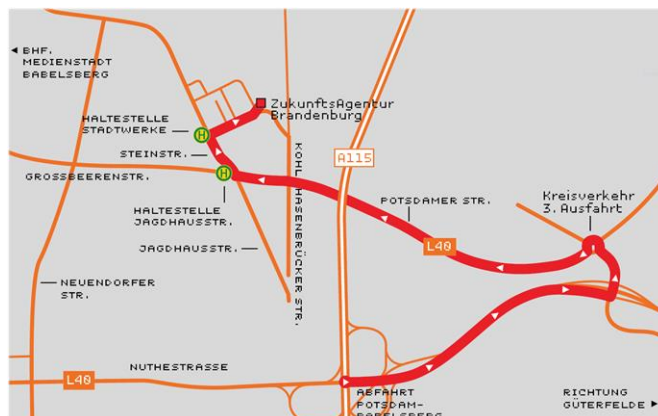 BHF.
MEDIENSTADT
BABELSBERG
ZukunftsAgentur
Brandenburg
HALTESTELLE
STADTWERKE
H
STEINSTR.
A115
GROSSBEERENSTR.
H
KOHLHASENBRÜCKER STR.
POTSDAMER STR.
Kreisverkehr
3. Ausfahrt
HALTESTELLE
JAGDHAUSSTR.
JAGDHAUSSTR.
L40
NEUENDORFER
STR.
NUTHESTRASSE
L40
ABFAHRT
POTSDAM-
BABELSBERG
RICHTUNG
GÜTERFELDE